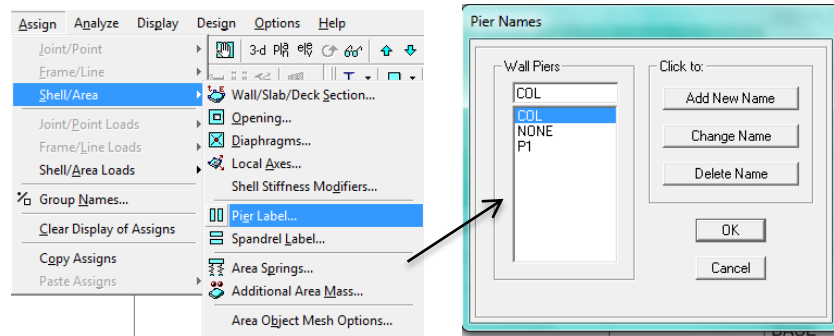 Assign Analyze Display Design Options Help
Joint/Point
Frame/Line
Shell/Area
Joint/Point Loads
Frame/Line Loads
Shell/Area Loads
Group Names...
Clear Display of Assigns
Copy Assigns
Paste Assigns
3-d
Wall/Slab/Deck Section...
Opening...
Diaphragms...
Local Axes...
Shell Stiffness Modifiers...
Pier Label...
Spandrel Label...
Area Springs...
Additional Area Mass...
Area Object Mesh Options...
Pier Names
Wall Piers
COL
COL
NONE
P1
Click to:
Add New Name
Change Name
Delete Name
OK
Cancel